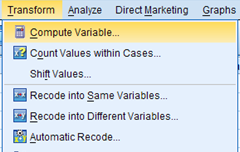 Transform Analyze Direct Marketing Graphs
Compute Variable...
Count Values within Cases...
Shift Values...
Recode into Same Variables...
Recode into Different Variables...
Automatic Recode...